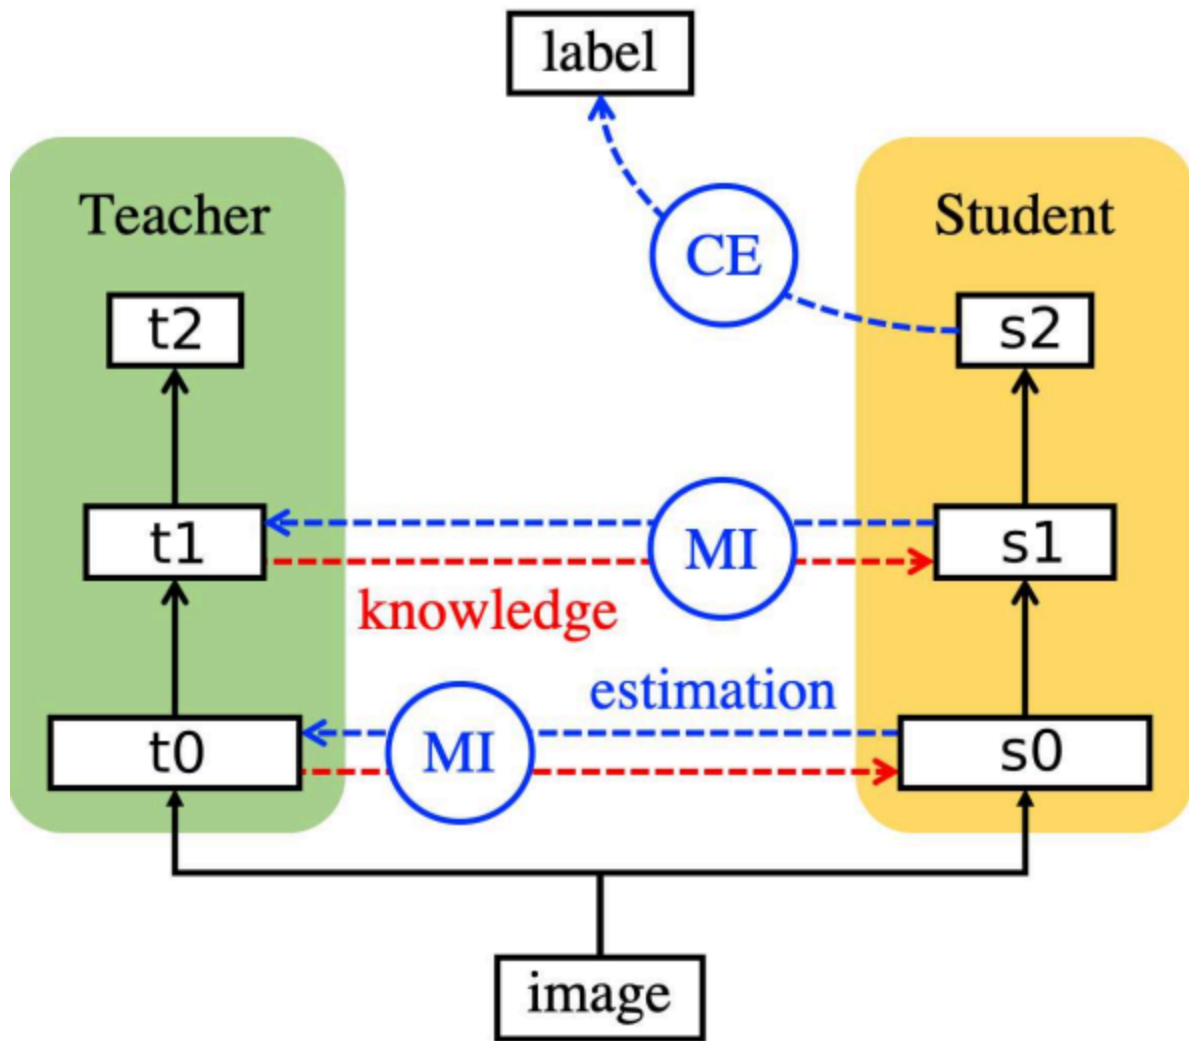 label
Teacher
Student
CE
t2
s2
t1
MI
s1
knowledge
estimation
t0
MI
s0
image